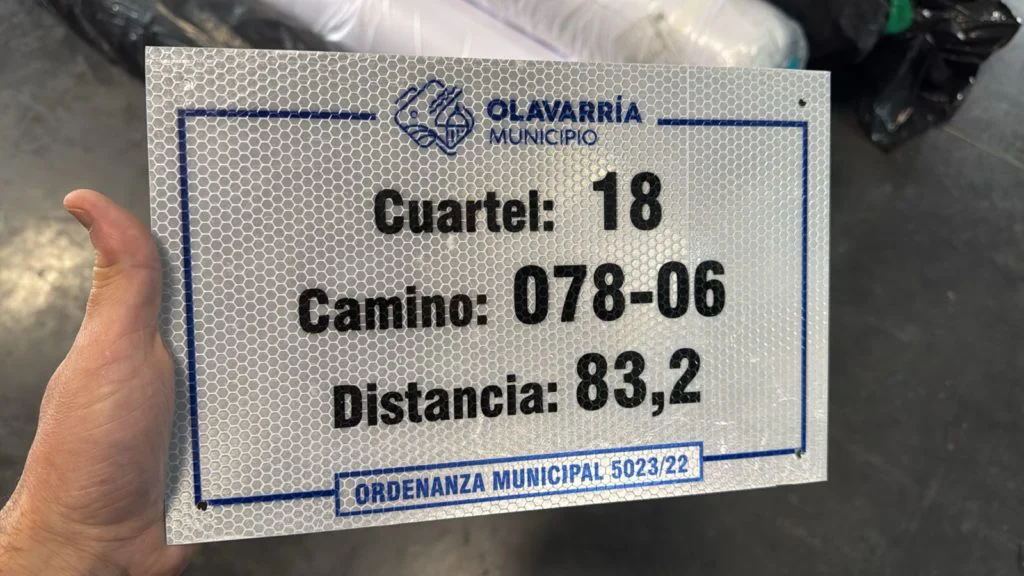 OLAVARRÍA
MUNICIPIO
Cuartel: 18
Camino: 078-06
Distancia: 83,2
ORDENANZA MUNICIPAL 5023/22